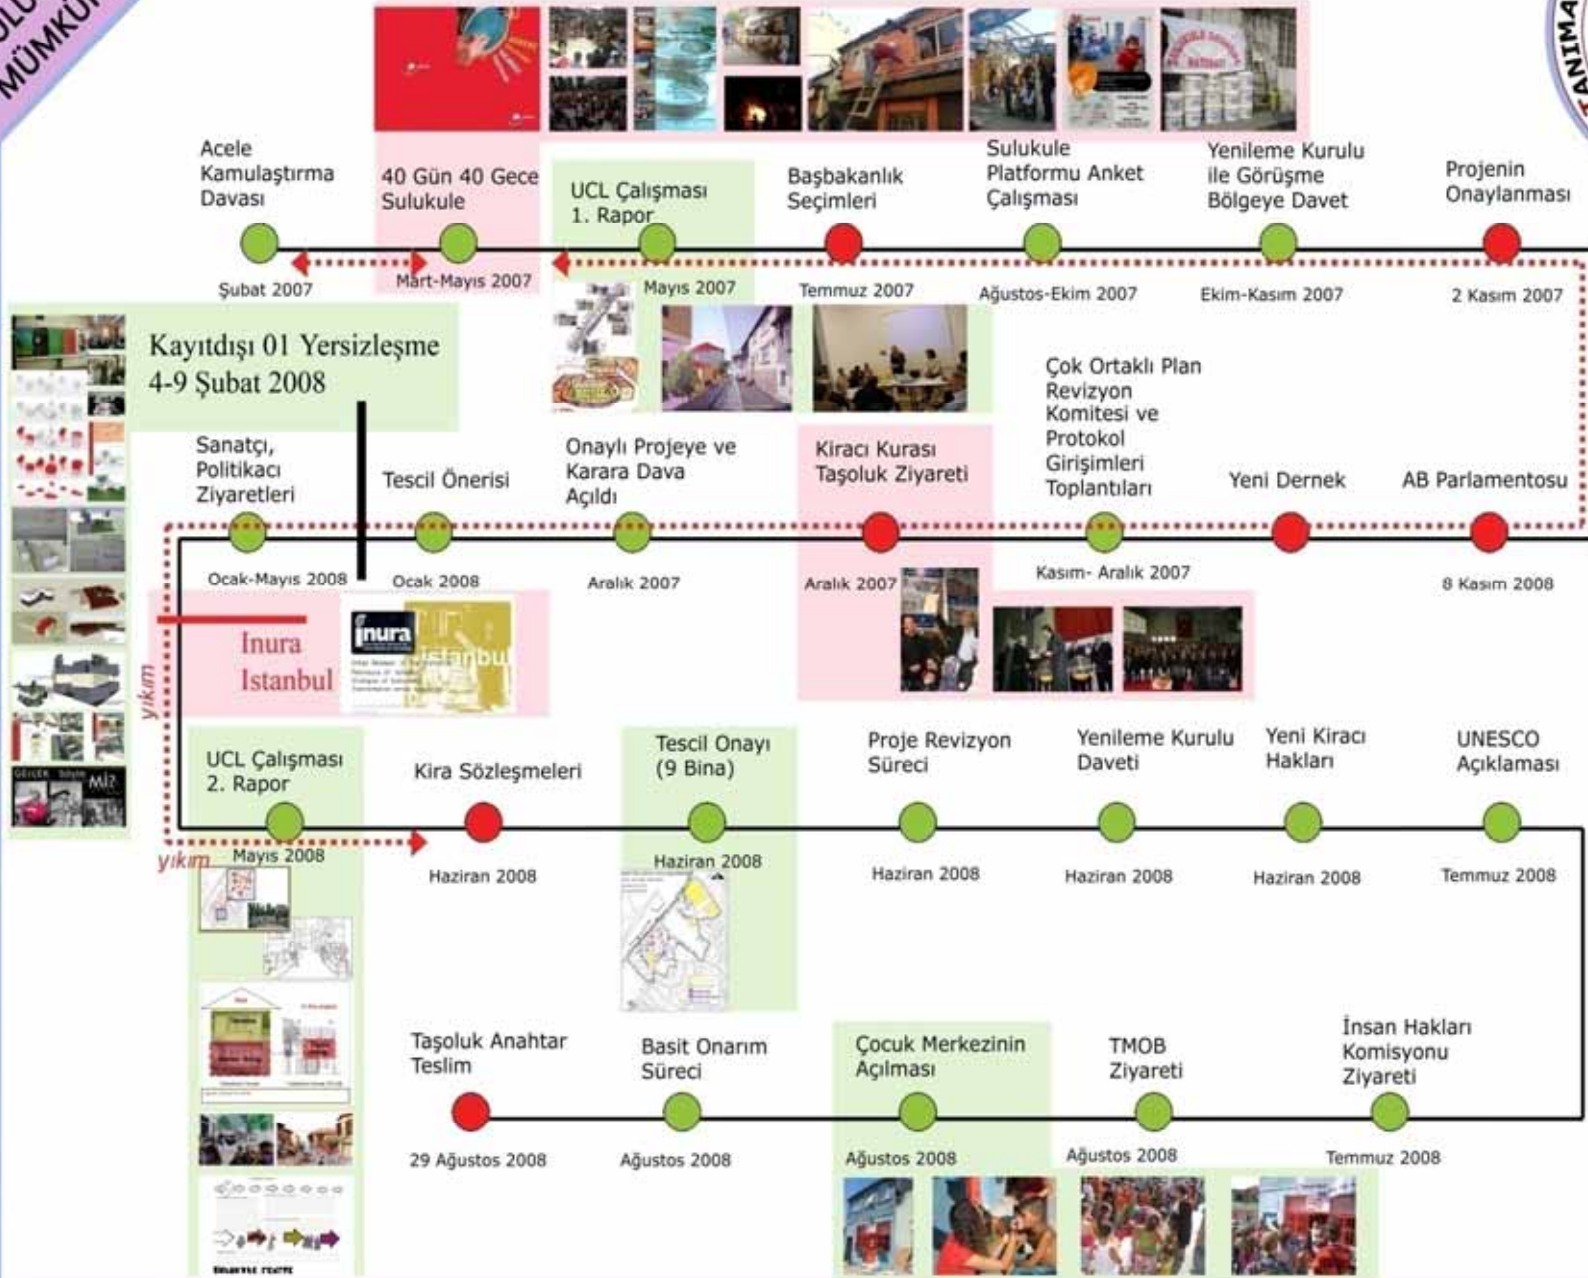 MÜMKÜ
TANIMA
Acele
Kamulaştırma
Davası
40 Gün 40 Gece
Sulukule
UCL Çalışması
1. Rapor
Başbakanlık
Seçimleri
Sulukule
Platformu Anket
Çalışması
Yenileme Kurulu
ile Görüşme
Bölgeye Davet
Projenin
Onaylanması
Şubat 2007
Mart-Mayıs 2007
Mayıs 2007
Temmuz 2007
Ağustos-Ekim 2007
Ekim-Kasım 2007
2 Kasım 2007
Kayıtdışı 01 Yersizleşme
4-9 Şubat 2008
Sanatçı,
Politikacı
Ziyaretleri
Tescil Önerisi
Onaylı Projeye ve
Karara Dava
Açıldı
Kiracı Kurası
Taşoluk Ziyareti
Çok Ortaklı Plan
Revizyon
Komitesi ve
Protokol
Girişimleri
Toplantıları
Yeni Dernek
AB Parlamentosu
Ocak-Mayıs 2008
Ocak 2008
Aralık 2007
Aralık 2007
Kasım- Aralık 2007
8 Kasım 2008
Inura
Istanbul
inura
istanbul
yıkım
UCL Çalışması
2. Rapor
Kira Sözleşmeleri
Tescil Onayı
(9 Bina)
Proje Revizyon
Süreci
Yenileme Kurulu
Daveti
Yeni Kiracı
Hakları
UNESCO
Açıklaması
yıkım
Mayıs 2008
Haziran 2008
Haziran 2008
Haziran 2008
Haziran 2008
Haziran 2008
Temmuz 2008
Mİ?
Taşoluk Anahtar
Teslim
Basit Onarım
Süreci
Çocuk Merkezinin
Açılması
TMOB
Ziyareti
İnsan Hakları
Komisyonu
Ziyareti
29 Ağustos 2008
Ağustos 2008
Ağustos 2008
Ağustos 2008
Temmuz 2008